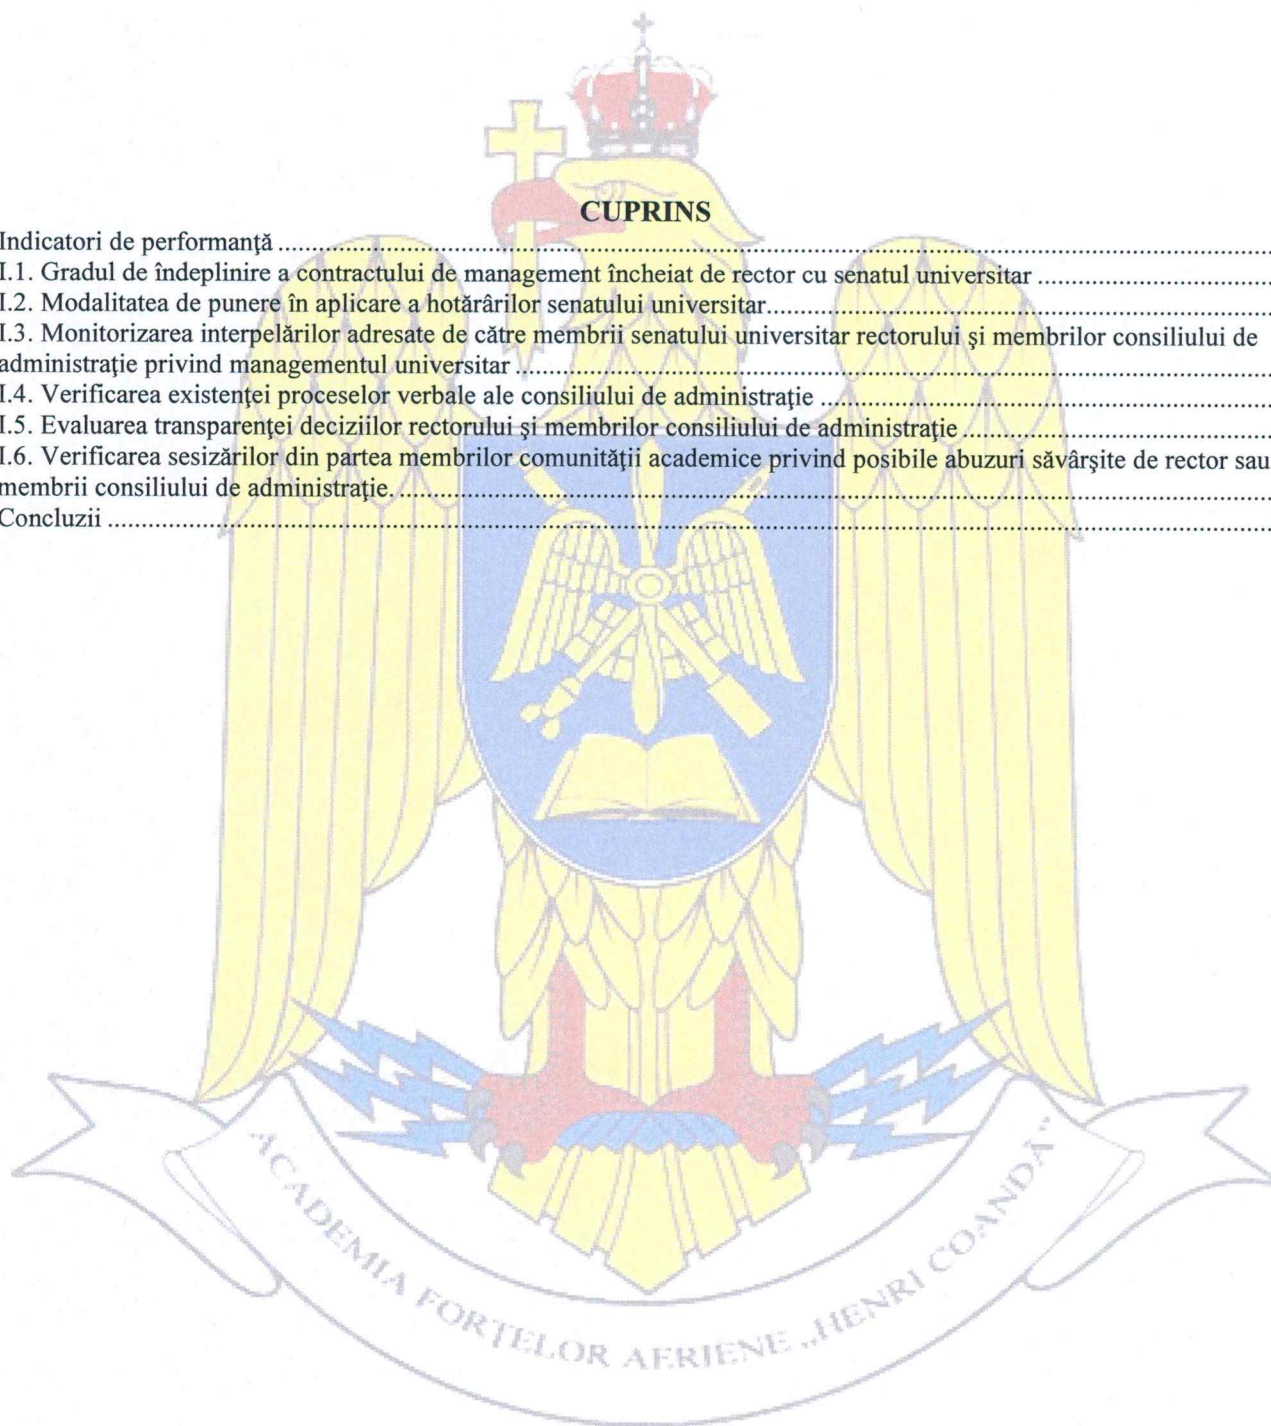 CUPRINS
Indicatori de performanţă ........................................................................
I.1. Gradul de îndeplinire a contractului de management încheiat de rector cu senatul universitar ........................
I.2. Modalitatea de punere în aplicare a hotărârilor senatului universitar........................
I.3. Monitorizarea interpelărilor adresate de către membrii senatului universitar rectorului şi membrilor consiliului de
administraţie privind managementul universitar ........................
I.4. Verificarea existenţei proceselor verbale ale consiliului de administraţie ........................
I.5. Evaluarea transparenţei deciziilor rectorului şi membrilor consiliului de administraţie ........................
I.6. Verificarea sesizărilor din partea membrilor comunităţii academice privind posibile abuzuri săvârşite de rector sau
membrii consiliului de administraţie. ........................
Concluzii ........................
ACADEMIA FORŢELOR AERIENE „HENRI COANDĂ”